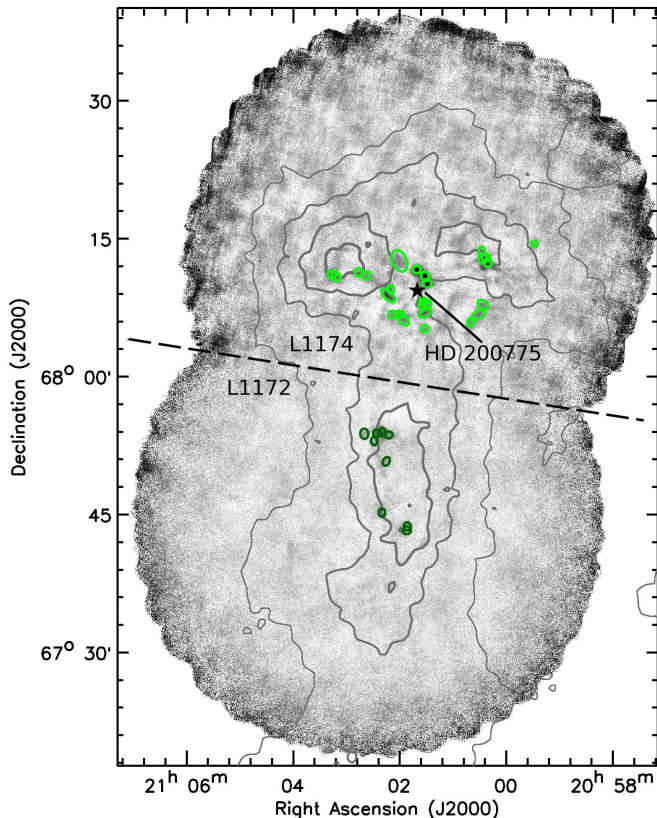 30
15
L1174
HD 200775
68° 00'
L1172
Declination (J2000)
45
67° 30'
21ʰ 06ᵐ 04 02 00 20ʰ 58ᵐ
Right Ascension (J2000)